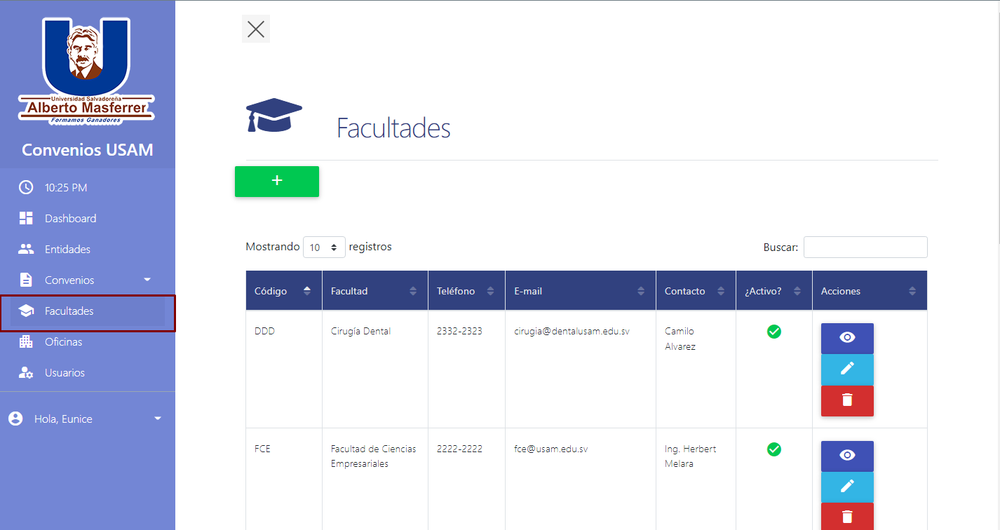 Universidad Salvadoreña
Alberto Masferrer
Formamos Ganadores
Convenios USAM
10:25 PM
Dashboard
Entidades
Convenios
Facultades
Oficinas
Usuarios
Hola, Eunice
Facultades
+
Mostrando 10 registros
Buscar:
Código Facultad Teléfono E-mail Contacto ¿Activo? Acciones
DDD Cirugía Dental 2332-2323 cirugia@dentalusam.edu.sv Camilo
Alvarez
FCE Facultad de Ciencias 2222-2222 fce@usam.edu.sv Ing. Herbert
Empresariales Melara